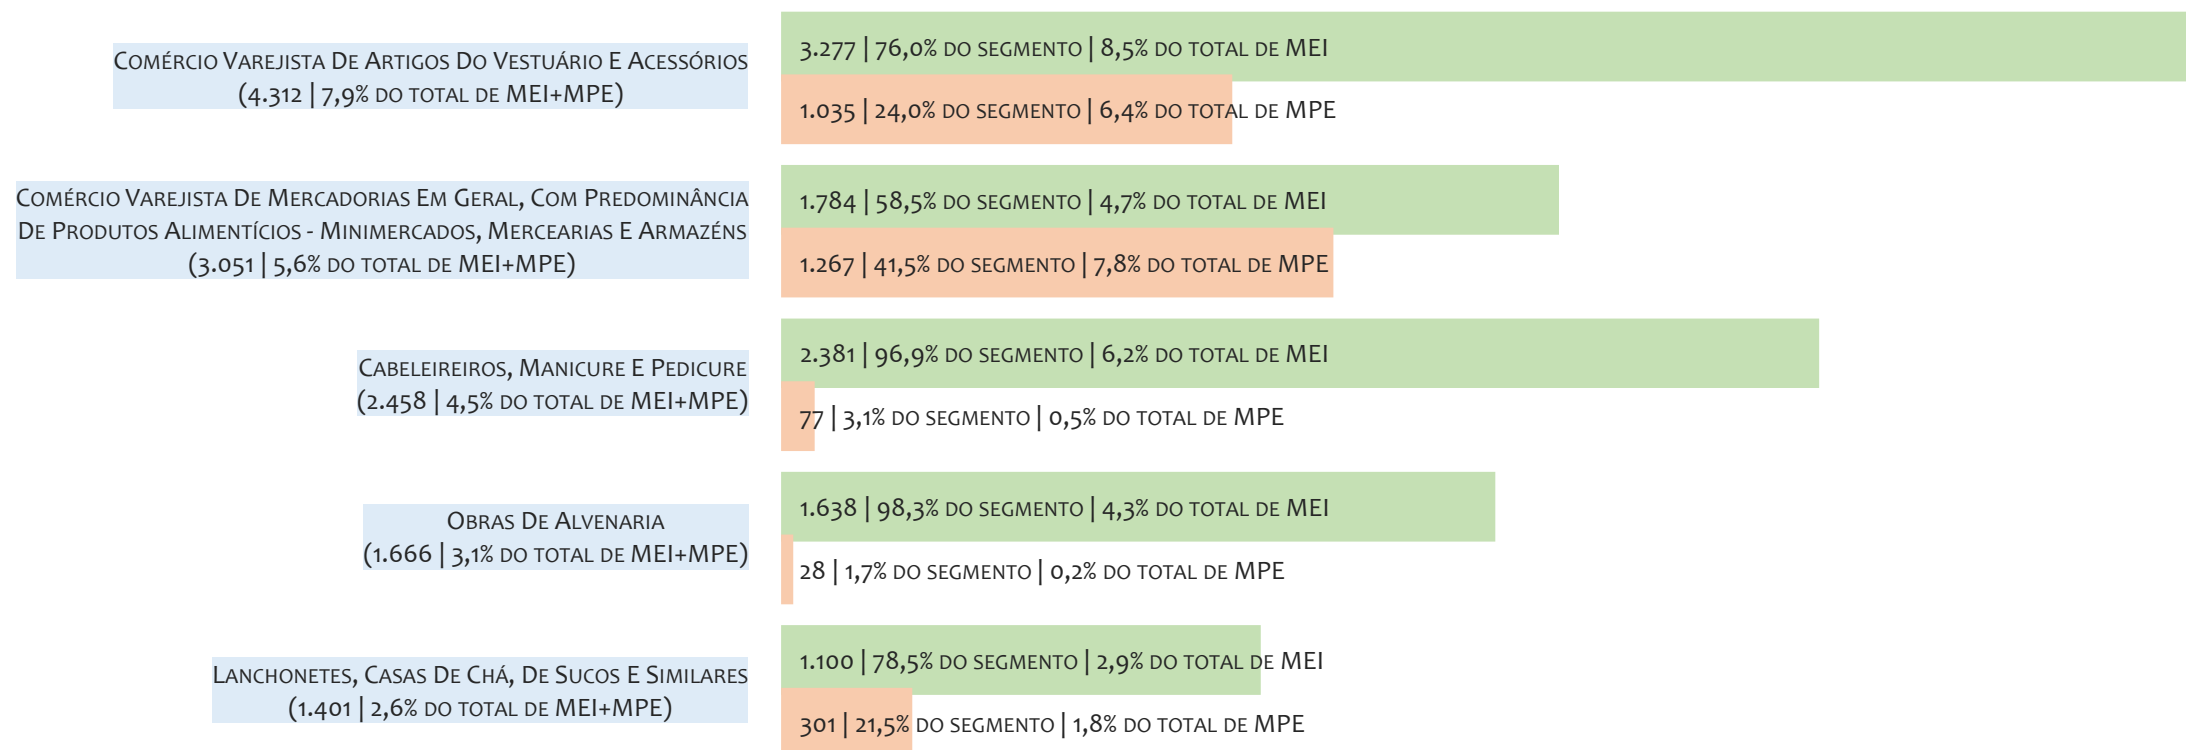 Comércio Varejista De Artigos Do Vestuário E Acessórios
(4.312 | 7,9% do total de MEI+MPE)
3.277 | 76,0% do segmento | 8,5% do total de MEI
1.035 | 24,0% do segmento | 6,4% do total de MPE
Comércio Varejista De Mercadorias Em Geral, Com Predominância
De Produtos Alimentícios - Minimercados, Mercearias E Armazéns
(3.051 | 5,6% do total de MEI+MPE)
1.784 | 58,5% do segmento | 4,7% do total de MEI
1.267 | 41,5% do segmento | 7,8% do total de MPE
Cabeleireiros, Manicure E Pedicure
(2.458 | 4,5% do total de MEI+MPE)
2.381 | 96,9% do segmento | 6,2% do total de MEI
77 | 3,1% do segmento | 0,5% do total de MPE
Obras De Alvenaria
(1.666 | 3,1% do total de MEI+MPE)
1.638 | 98,3% do segmento | 4,3% do total de MEI
28 | 1,7% do segmento | 0,2% do total de MPE
Lanchonetes, Casas De Chá, De Sucos E Similares
(1.401 | 2,6% do total de MEI+MPE)
1.100 | 78,5% do segmento | 2,9% do total de MEI
301 | 21,5% do segmento | 1,8% do total de MPE